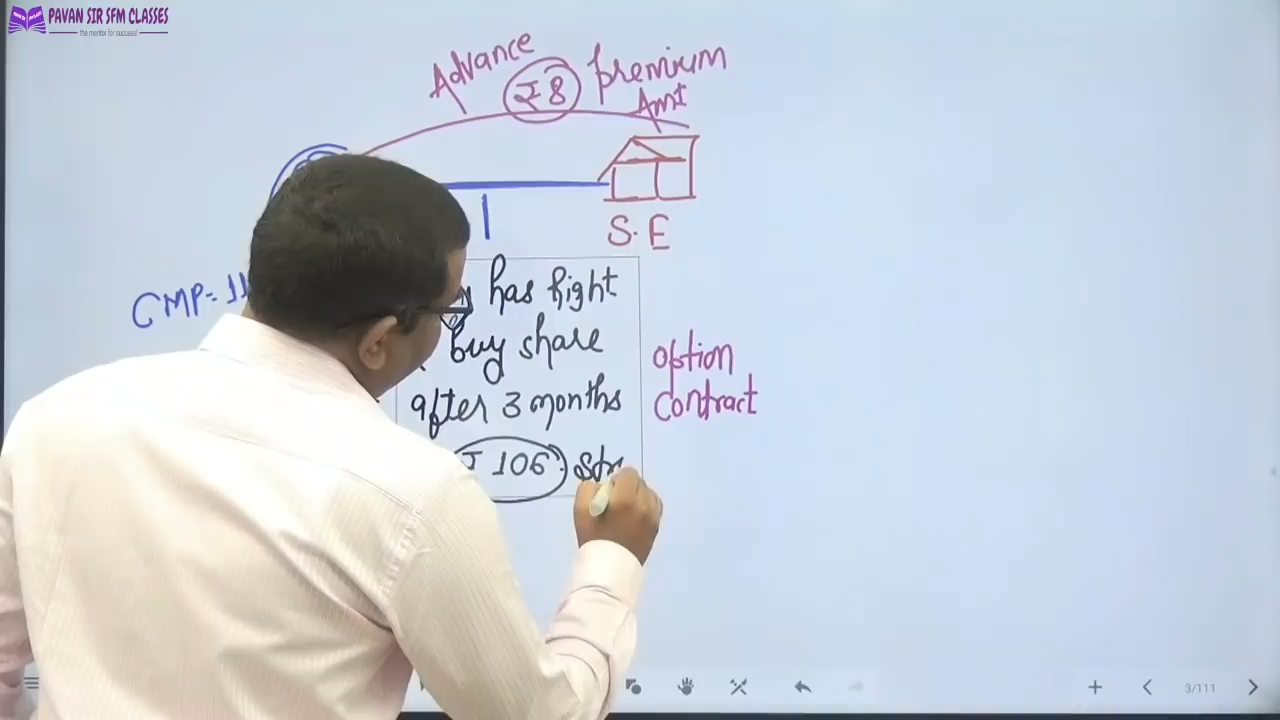 PAVAN SIR SFM CLASSES
the mentor for success!
Advance ₹8 premium
Amt
S.E
CMP= 11
has right
buy share
after 3 months
₹ 106
option
contract
3/111